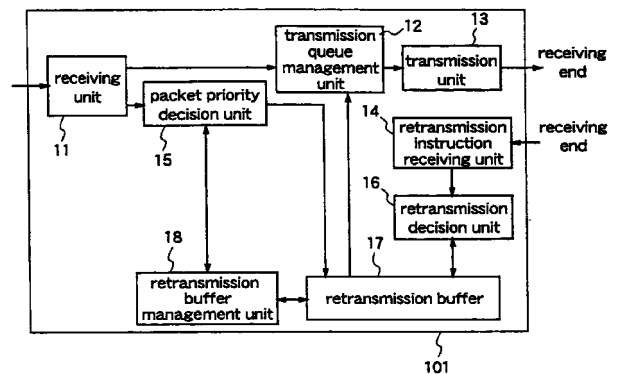 12
transmission
queue
management
unit
13
transmission
unit
receiving
end
receiving
unit
11
packet priority
decision unit
15
14
retransmission
instruction
receiving unit
receiving
end
16
retransmission
decision unit
18
retransmission
buffer
management unit
17
retransmission buffer
101